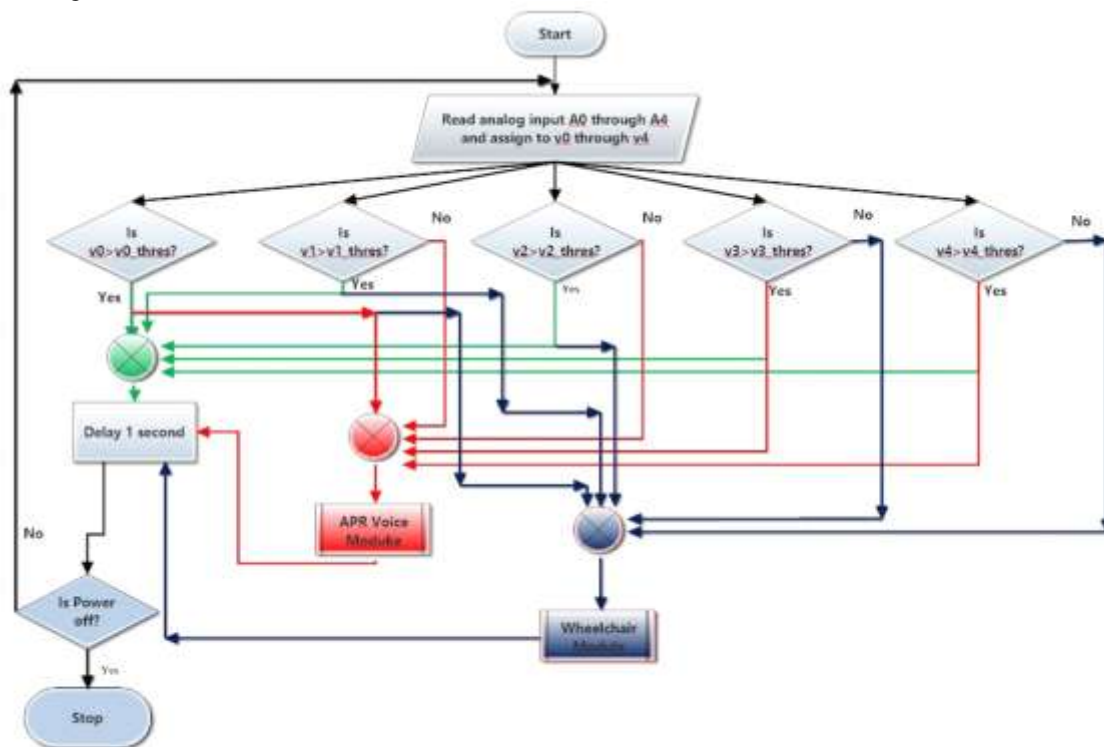 Start
Read analog input A0 through A4
and assign to v0 through v4
No
No
No
No
Is
v0>v0_thres?
Is
v1>v1_thres?
Is
v2>v2_thres?
Is
v3>v3_thres?
Is
v4>v4_thres?
Yes
Yes
Yes
Yes
Yes
Delay 1 second
APR Voice
Module
No
Is Power
off?
Wheelchair
Module
Yes
Stop